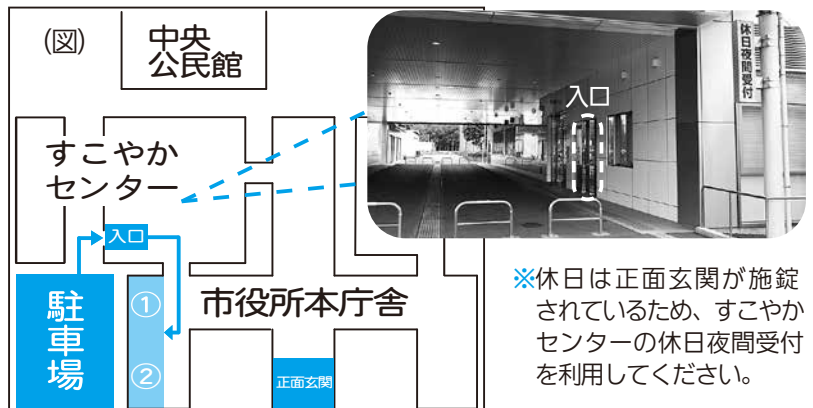 (図)
中央
公民館
休日夜間受付
入口
すこやか
センター
入口
駐車場
①
②
市役所本庁舎
正面玄関
※休日は正面玄関が施錠
されているため、すこやか
センターの休日夜間受付
を利用してください。